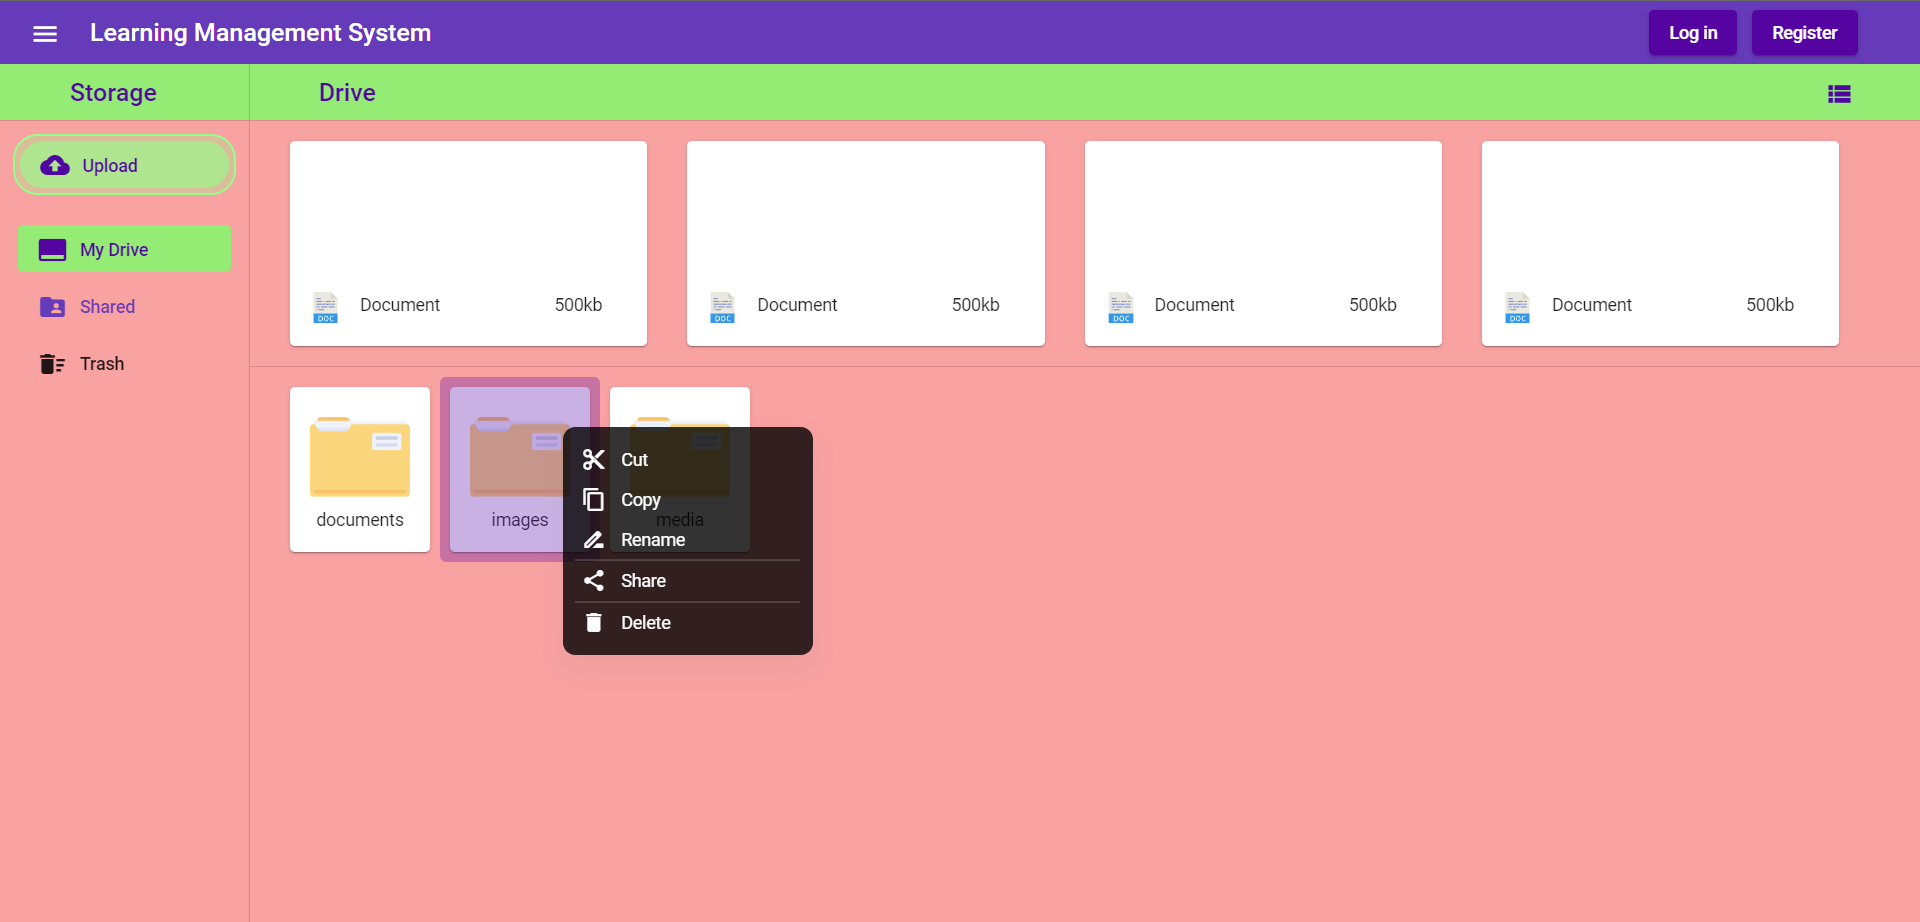 Learning Management System
Log in
Register
Storage
Drive
Upload
My Drive
Shared
Trash
DOC Document 500kb
DOC Document 500kb
DOC Document 500kb
DOC Document 500kb
documents
images
media
Cut
Copy
Rename
Share
Delete